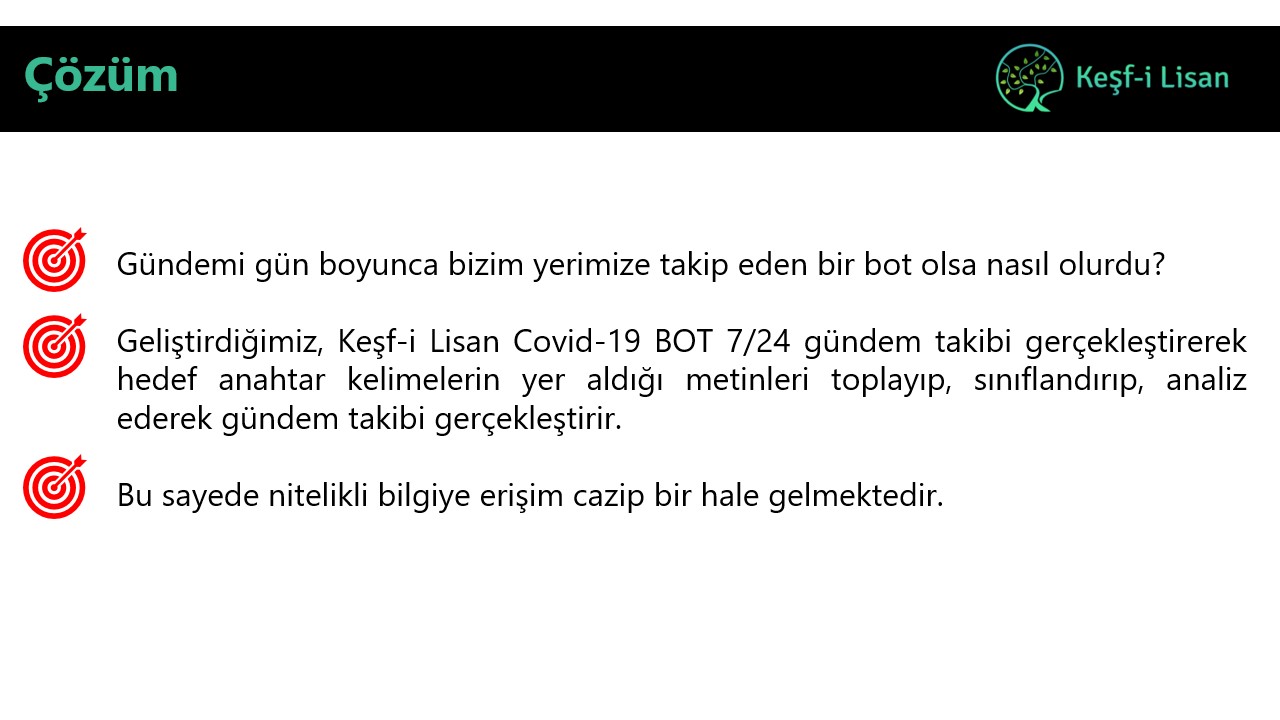 Çözüm
Keşf-i Lisan
Gündemi gün boyunca bizim yerimize takip eden bir bot olsa nasıl olurdu?
Geliştirdiğimiz, Keşf-i Lisan Covid-19 BOT 7/24 gündem takibi gerçekleştirerek
hedef anahtar kelimelerin yer aldığı metinleri toplayıp, sınıflandırıp, analiz
ederek gündem takibi gerçekleştirir.
Bu sayede nitelikli bilgiye erişim cazip bir hale gelmektedir.